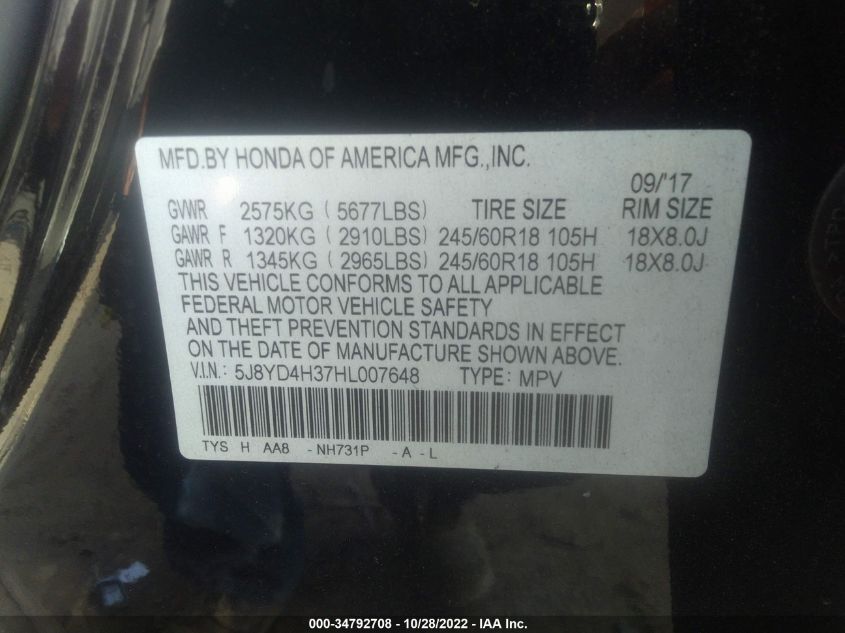 MFD.BY HONDA OF AMERICA MFG.,INC.
09/'17
GVWR 2575KG ( 5677LBS) TIRE SIZE RIM SIZE
GAWR F 1320KG ( 2910LBS) 245/60R18 105H 18X8.0J
GAWR R 1345KG ( 2965LBS) 245/60R18 105H 18X8.0J
THIS VEHICLE CONFORMS TO ALL APPLICABLE
FEDERAL MOTOR VEHICLE SAFETY
AND THEFT PREVENTION STANDARDS IN EFFECT
ON THE DATE OF MANUFACTURE SHOWN ABOVE.
V.I.N.: 5J8YD4H37HL007648 TYPE: MPV
TYS H AA8 - NH731P - A - L
000-34792708 - 10/28/2022 - IAA Inc.